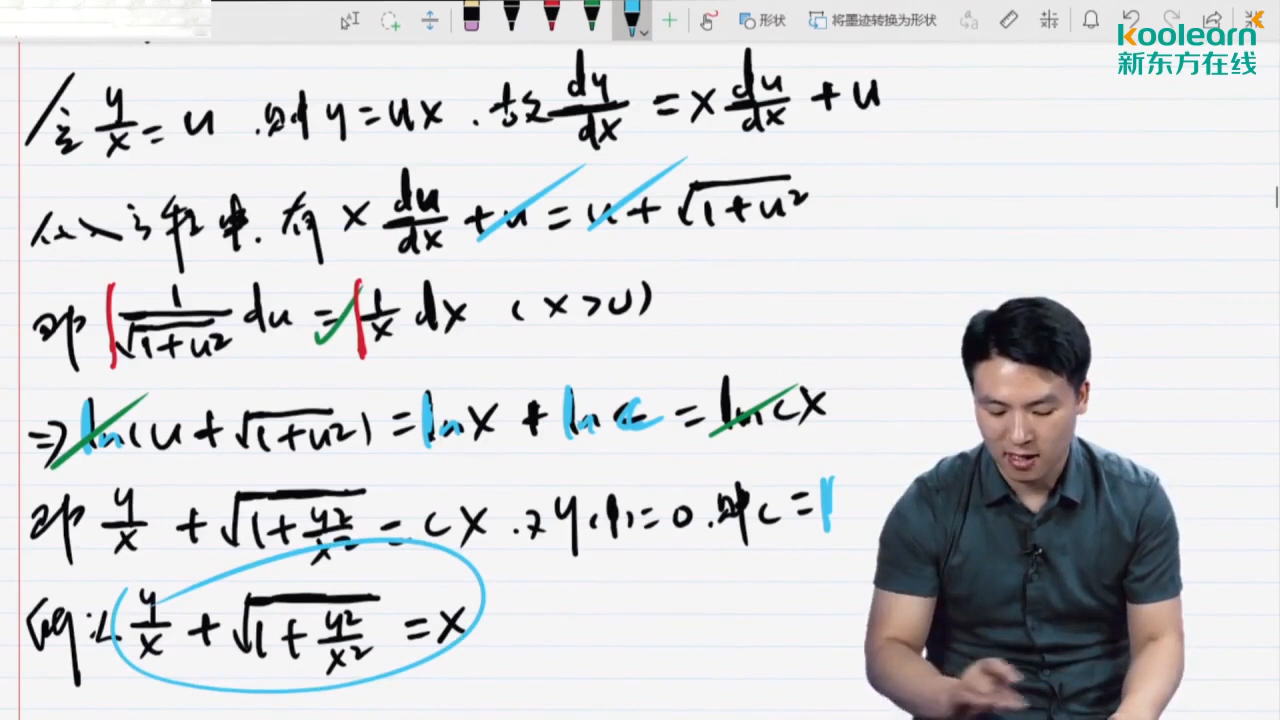 形状
将墨迹转换为形状
koolearn
新东方在线
注 y/x = u .则 y = ux . 故 dy/dx = x du/dx + u
代入方程中. 有 x du/dx + u = u + √(1+u²)
即 ∫ 1/√(1+u²) du = ∫ 1/x dx (x>0)
=> ln(u + √(1+u²)) = ln x + ln c = ln cx
即 y/x + √(1 + y²/x²) = cx . 又 y(1) = 0 . 则 c = 1
y/x + √(1 + y²/x²) = x